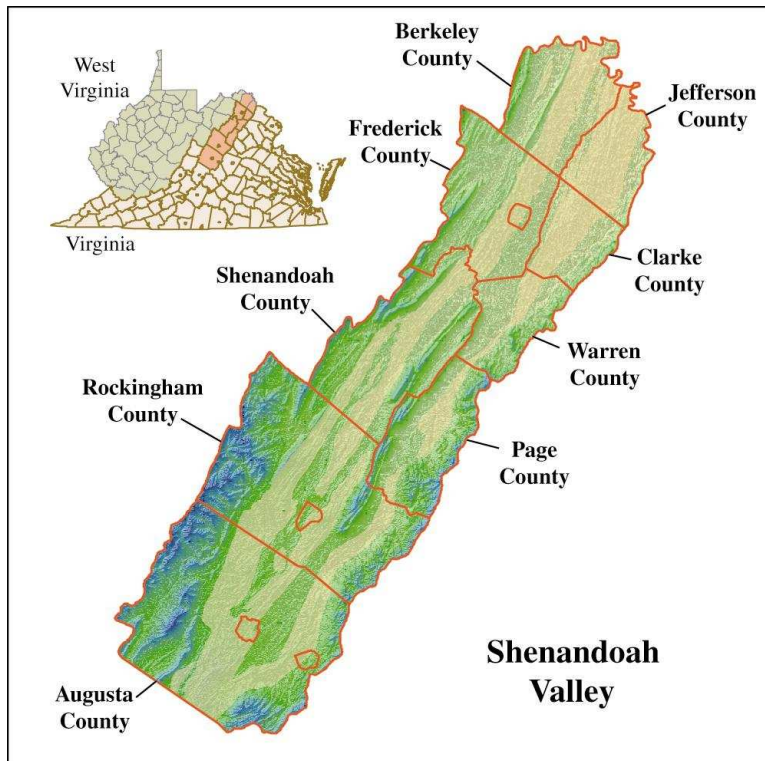 West
Virginia
Virginia
Berkeley
County
Jefferson
County
Frederick
County
Clarke
County
Shenandoah
County
Warren
County
Rockingham
County
Page
County
Augusta
County
Shenandoah
Valley